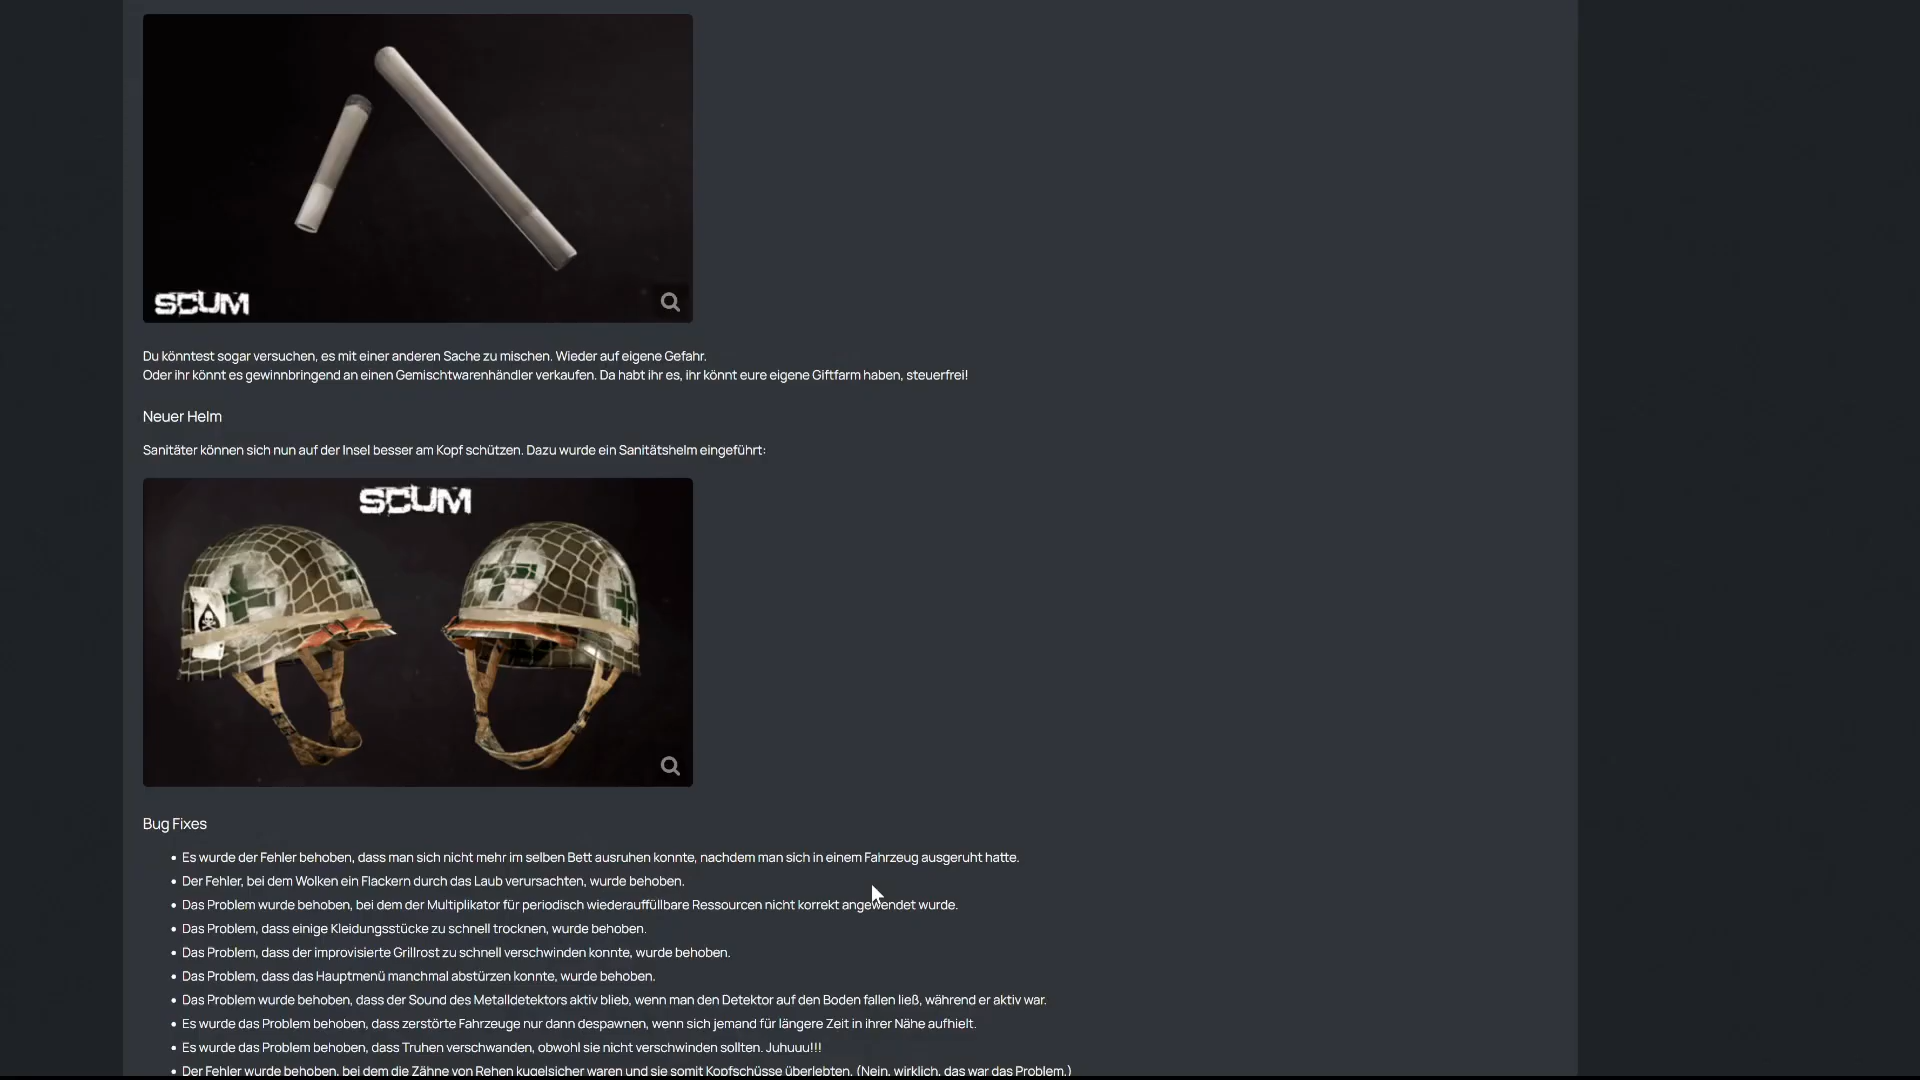 SCUM
Du könntest sogar versuchen, es mit einer anderen Sache zu mischen. Wieder auf eigene Gefahr.
Oder ihr könnt es gewinnbringend an einen Gemischtwarenhändler verkaufen. Da habt ihr es, ihr könnt eure eigene Giftfarm haben, steuerfrei!
Neuer Helm
Sanitäter können sich nun auf der Insel besser am Kopf schützen. Dazu wurde ein Sanitätshelm eingeführt:
SCUM
Bug Fixes
• Es wurde der Fehler behoben, dass man sich nicht mehr im selben Bett ausruhen konnte, nachdem man sich in einem Fahrzeug ausgeruht hatte.
• Der Fehler, bei dem Wolken ein Flackern durch das Laub verursachten, wurde behoben.
• Das Problem wurde behoben, bei dem der Multiplikator für periodisch wiederauffüllbare Ressourcen nicht korrekt angewendet wurde.
• Das Problem, dass einige Kleidungsstücke zu schnell trocknen, wurde behoben.
• Das Problem, dass der improvisierte Grillrost zu schnell verschwinden konnte, wurde behoben.
• Das Problem, dass das Hauptmenü manchmal abstürzen konnte, wurde behoben.
• Das Problem wurde behoben, dass der Sound des Metalldetektors aktiv blieb, wenn man den Detektor auf den Boden fallen ließ, während er aktiv war.
• Es wurde das Problem behoben, dass zerstörte Fahrzeuge nur dann despawnen, wenn sich jemand für längere Zeit in ihrer Nähe aufhielt.
• Es wurde das Problem behoben, dass Truhen verschwanden, obwohl sie nicht verschwinden sollten. Juhuuu!!!
• Der Fehler wurde behoben, bei dem die Zähne von Rehen kugelsicher waren und sie somit Kopfschüsse überlebten. (Nein, wirklich, das war das Problem.)